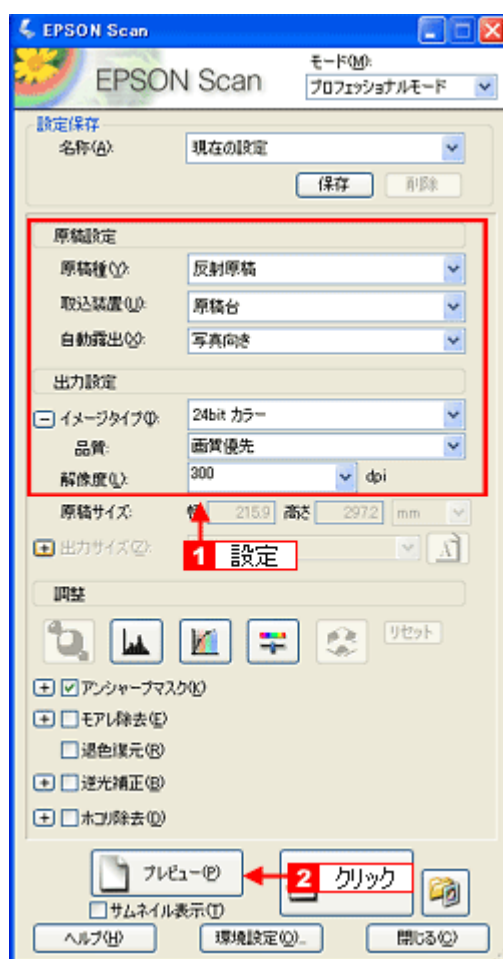 EPSON Scan
EPSON Scan
モード(M):
プロフェッショナルモード
設定保存
名称(A):
現在の設定
保存
削除
原稿設定
原稿種(Y):
反射原稿
取込装置(U):
原稿台
自動露出(X):
写真向き
出力設定
イメージタイプ(I):
24bit カラー
品質:
画質優先
解像度(L):
300
dpi
原稿サイズ:
幅
215.9
高さ
297.2
mm
出力サイズ(Z):
1 設定
調整
リセット
アンシャープマスク(K)
モアレ除去(E)
退色復元(R)
逆光補正(B)
ホコリ除去(D)
プレビュー(P)
2 クリック
サムネイル表示(T)
ヘルプ(H)
環境設定(O)...
閉じる(C)